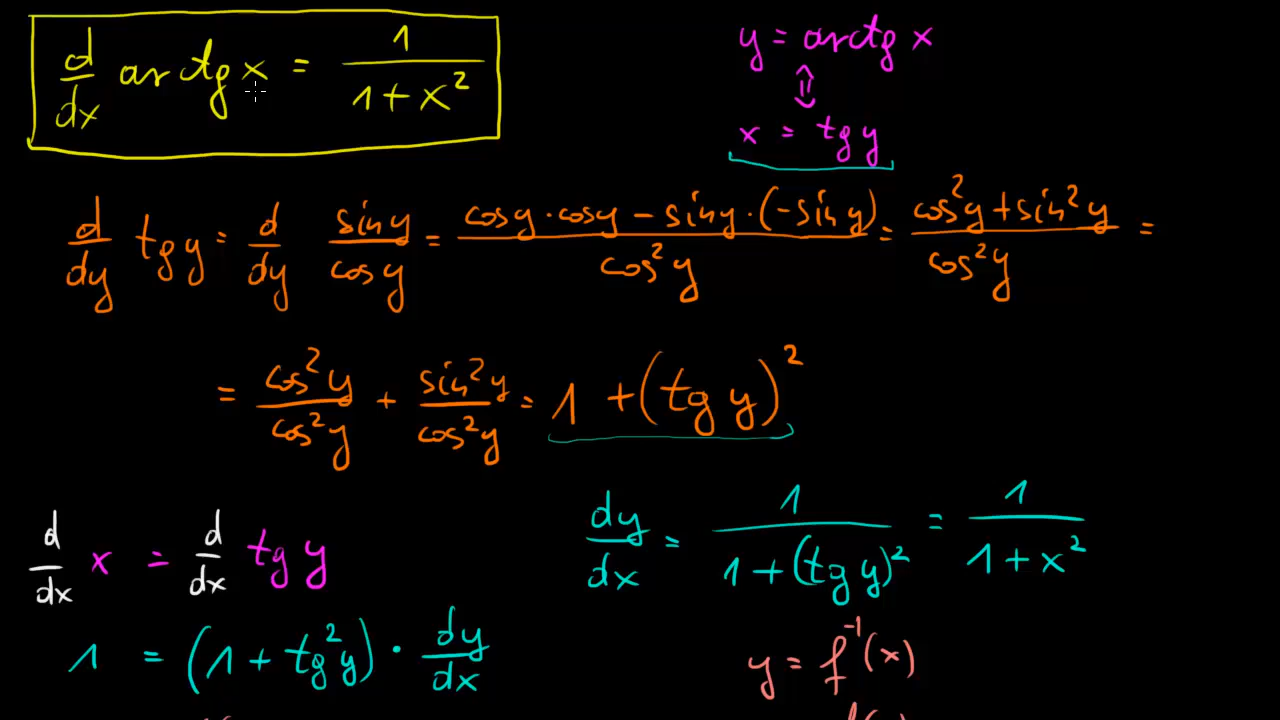 d/dx arctg x = 1/(1+x²)
y = arctg x
⇕
x = tg y
d/dy tg y = d/dy sin y/cos y = (cos y · cos y − sin y · (−sin y))/cos² y = (cos² y + sin² y)/cos² y =
= cos² y/cos² y + sin² y/cos² y = 1 + (tg y)²
d/dx x = d/dx tg y
1 = (1 + tg² y) · dy/dx
dy/dx = 1/(1 + (tg y)²) = 1/(1 + x²)
y = f⁻¹(x)